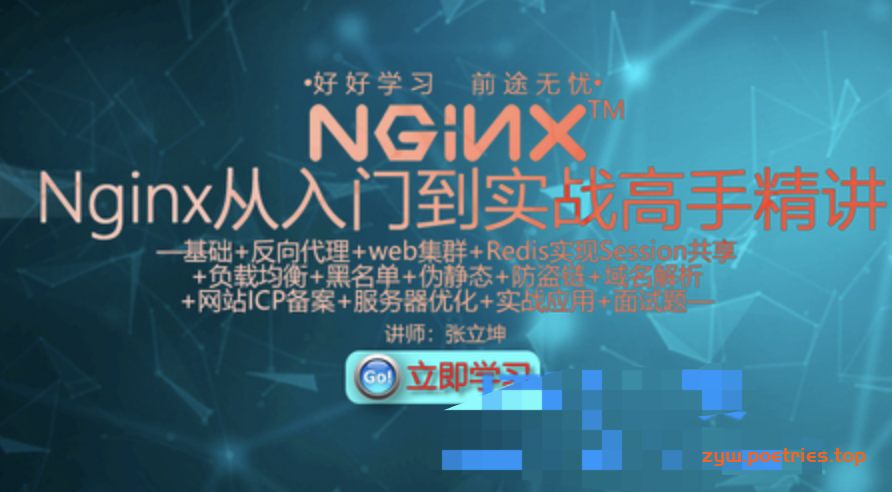 •好好学习 前途无忧•
NGiNX™
Nginx从入门到实战高手精讲
—基础+反向代理+web集群+Redis实现Session共享
+负载均衡+黑名单+伪静态+防盗链+域名解析
+网站ICP备案+服务器优化+实战应用+面试题—
讲师：张立坤
Go! 立即学习
zyw.poetries.top